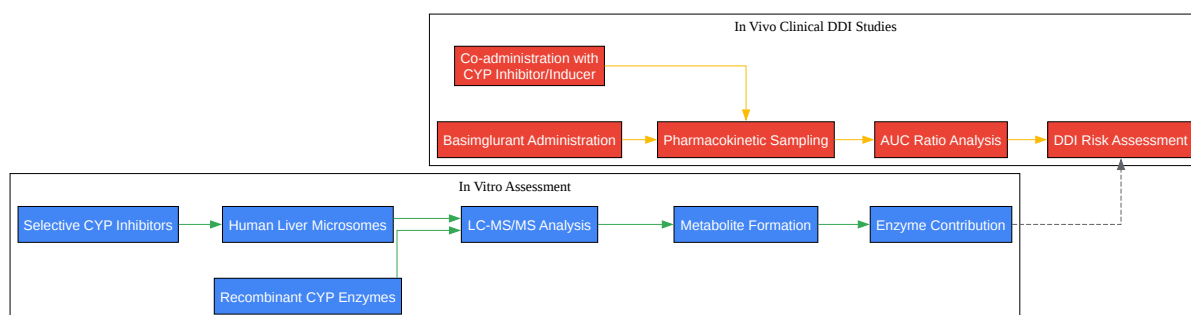 In Vivo Clinical DDI Studies
Co-administration with
CYP Inhibitor/Inducer
Basimglurant Administration
Pharmacokinetic Sampling
AUC Ratio Analysis
DDI Risk Assessment
In Vitro Assessment
Selective CYP Inhibitors
Human Liver Microsomes
LC-MS/MS Analysis
Metabolite Formation
Enzyme Contribution
Recombinant CYP Enzymes